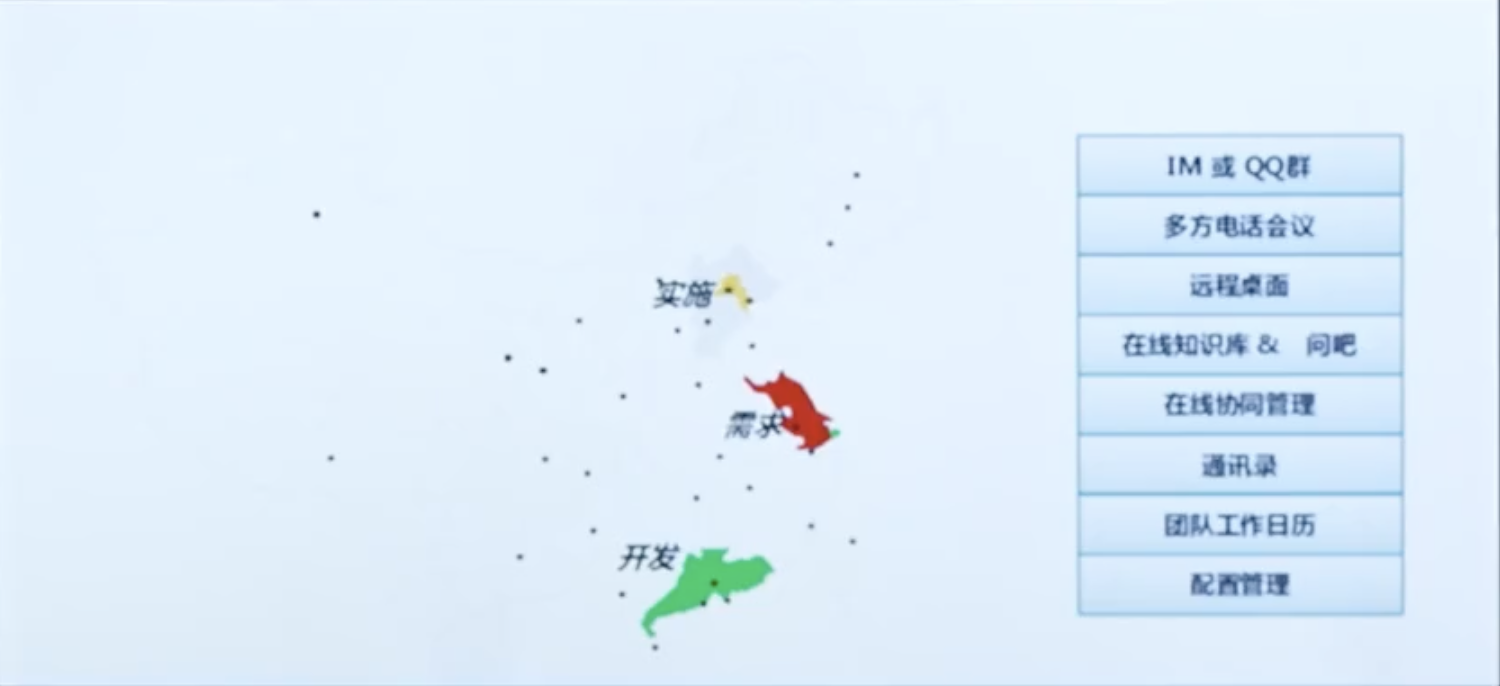 实施
需求
开发
IM 或 QQ群
多方电话会议
远程桌面
在线知识库 & 问吧
在线协同管理
通讯录
团队工作日历
配置管理